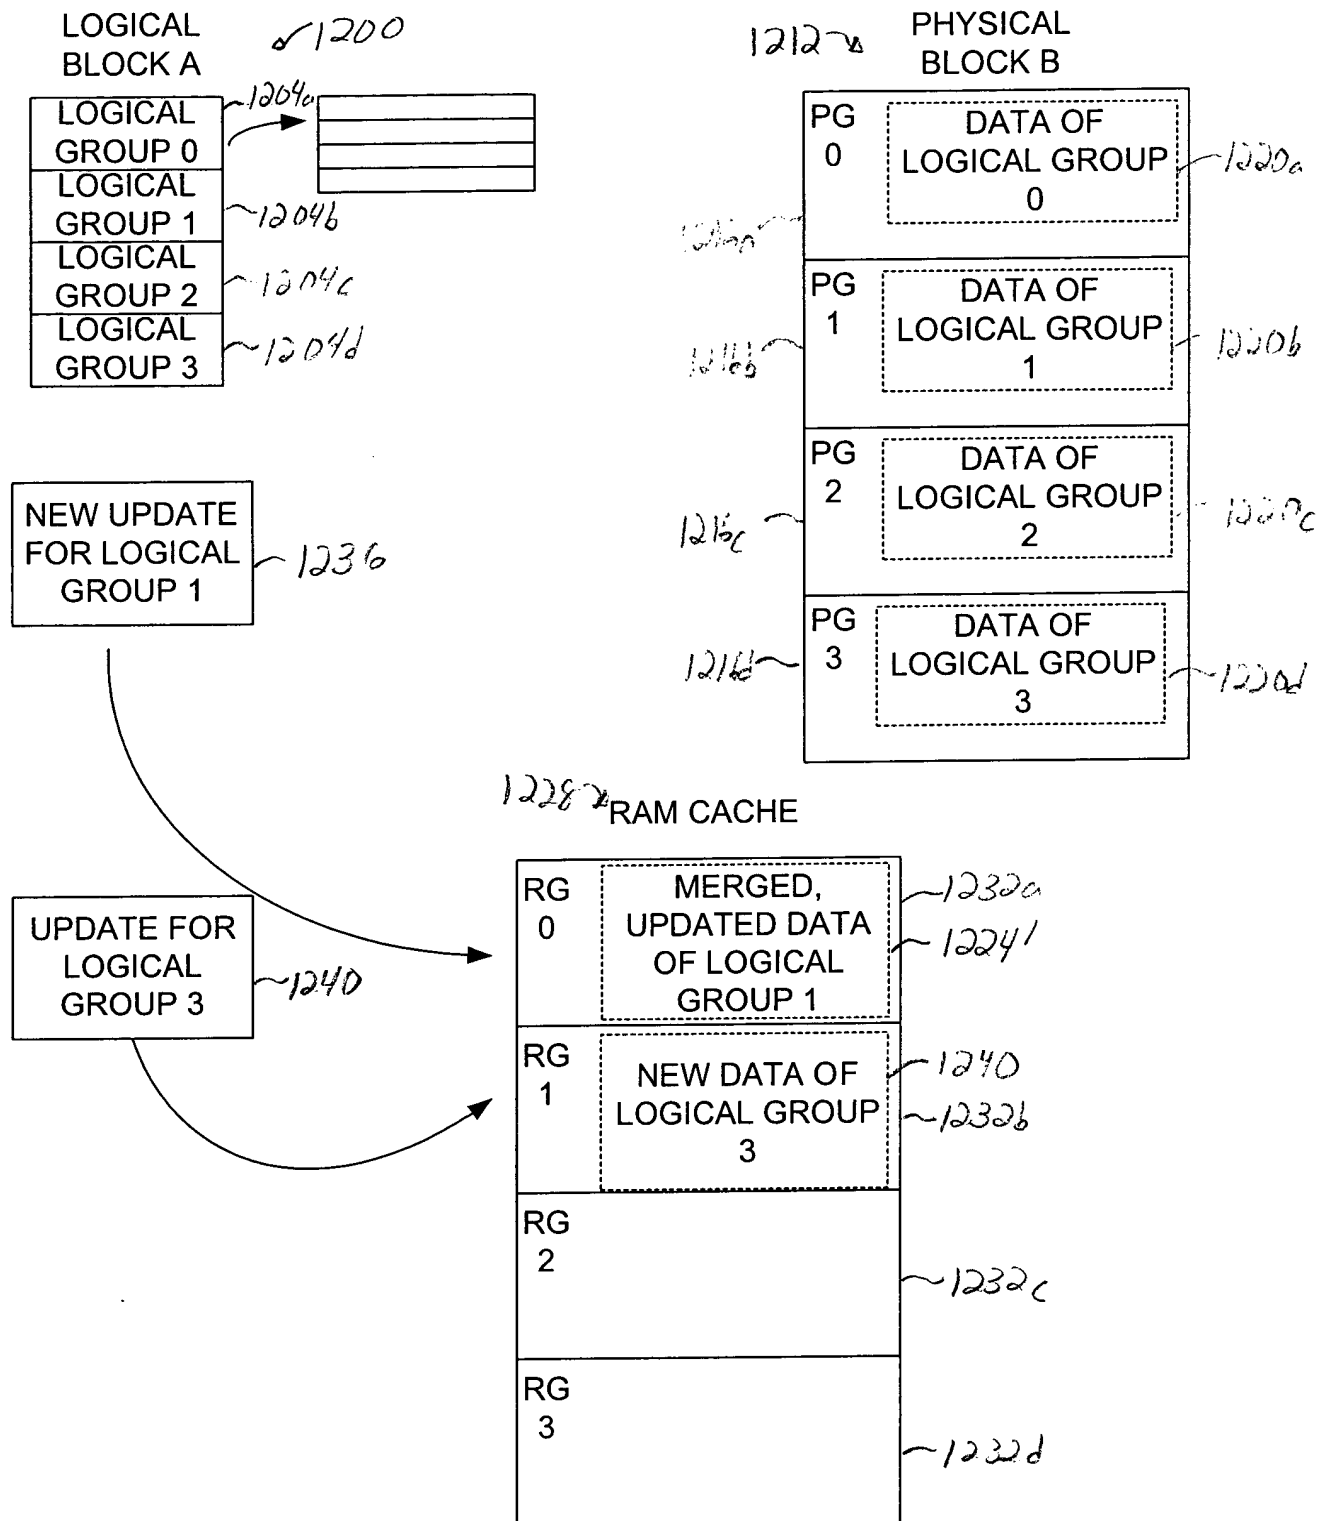 LOGICAL
BLOCK A
1200
LOGICAL
GROUP 0
1204a
LOGICAL
GROUP 1
1204b
LOGICAL
GROUP 2
1204c
LOGICAL
GROUP 3
1204d
1212
PHYSICAL
BLOCK B
PG
0
DATA OF
LOGICAL GROUP
0
1220a
PG
1
DATA OF
LOGICAL GROUP
1
1216b
1220b
PG
2
DATA OF
LOGICAL GROUP
2
1216c
1220c
PG
3
DATA OF
LOGICAL GROUP
3
1216d
1220d
NEW UPDATE
FOR LOGICAL
GROUP 1
1236
UPDATE FOR
LOGICAL
GROUP 3
1240
1228
RAM CACHE
RG
0
MERGED,
UPDATED DATA
OF LOGICAL
GROUP 1
1232a
1224'
RG
1
NEW DATA OF
LOGICAL GROUP
3
1240
1232b
RG
2
1232c
RG
3
1232d